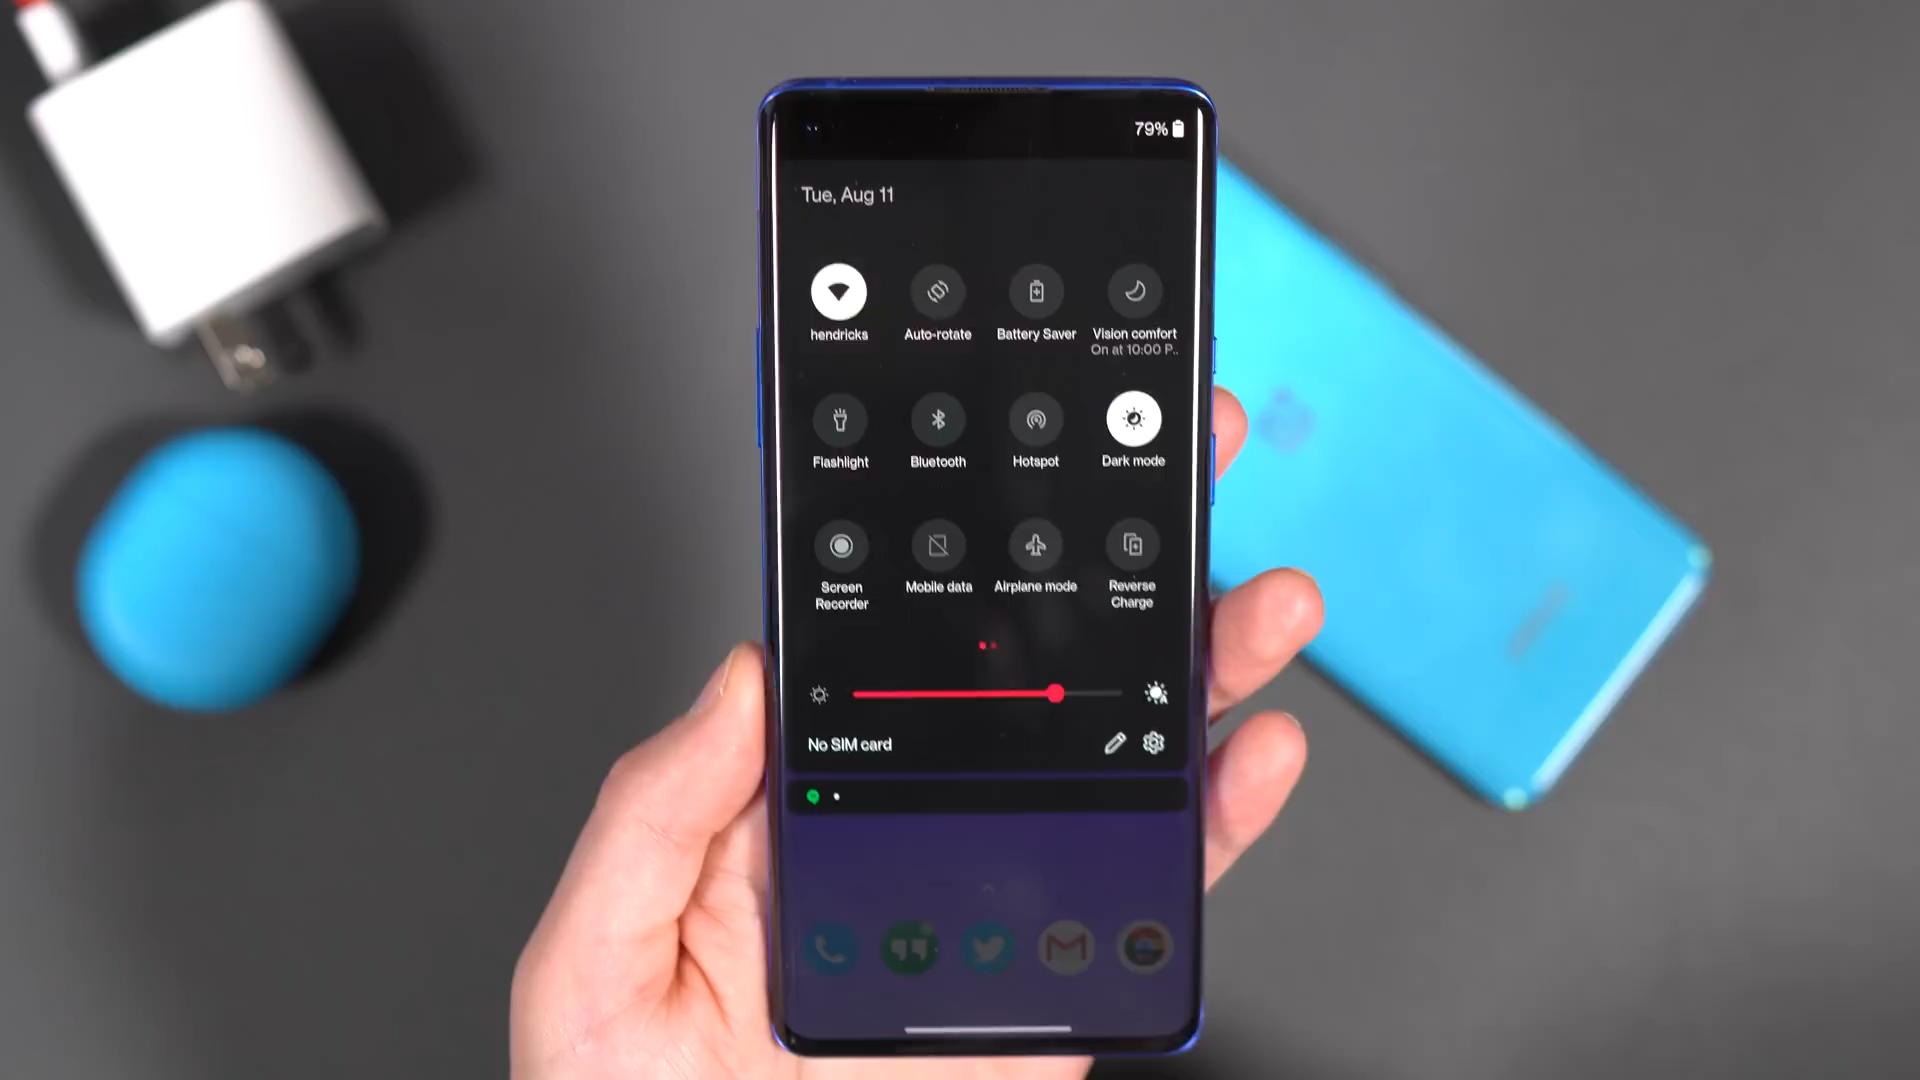 79%
Tue, Aug 11
hendricks
Auto-rotate
Battery Saver
Vision comfort
On at 10:00 P..
Flashlight
Bluetooth
Hotspot
Dark mode
Screen
Recorder
Mobile data
Airplane mode
Reverse
Charge
No SIM card